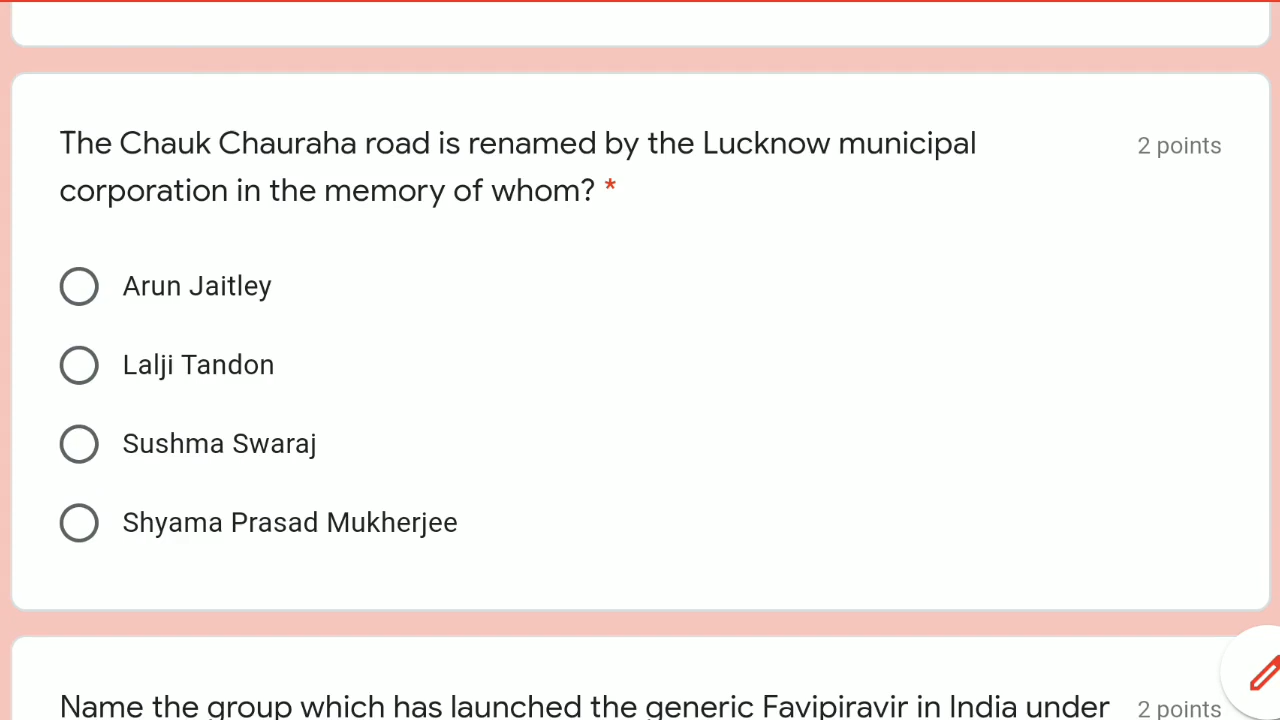 The Chauk Chauraha road is renamed by the Lucknow municipal
corporation in the memory of whom? *
2 points
Arun Jaitley
Lalji Tandon
Sushma Swaraj
Shyama Prasad Mukherjee
Name the group which has launched the generic Favipiravir in India under
2 points